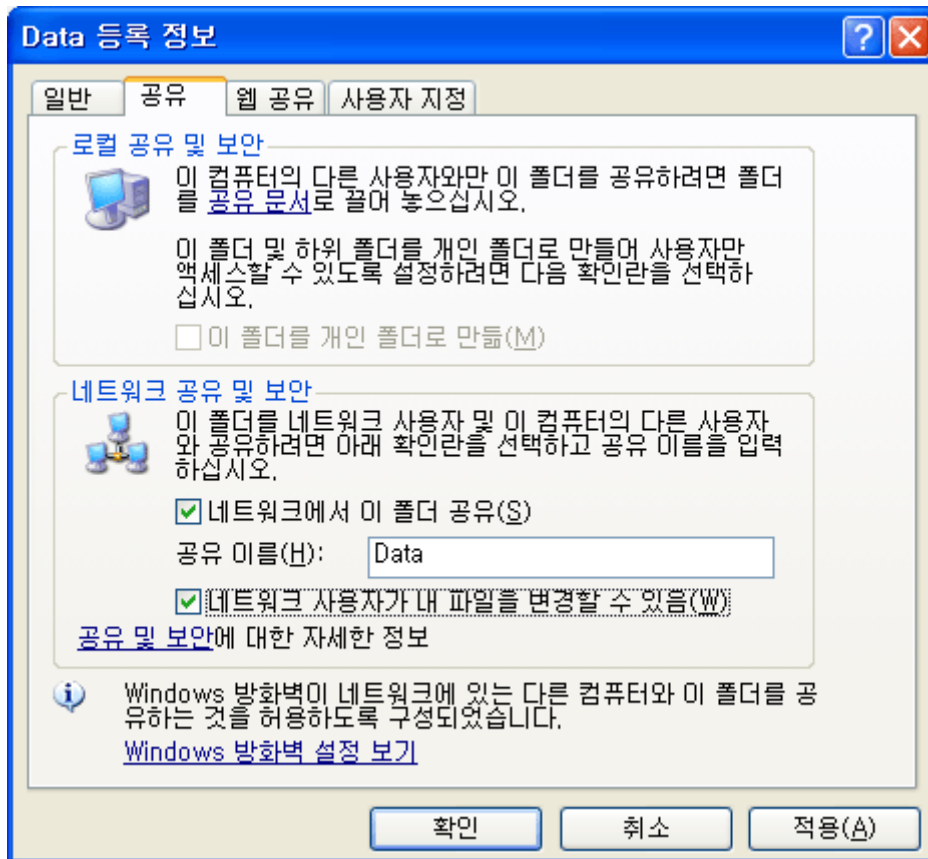 Data 등록 정보
일반 공유 웹 공유 사용자 지정
로컬 공유 및 보안
이 컴퓨터의 다른 사용자와만 이 폴더를 공유하려면 폴더
를 공유 문서로 끌어 놓으십시오.
이 폴더 및 하위 폴더를 개인 폴더로 만들어 사용자만
액세스할 수 있도록 설정하려면 다음 확인란을 선택하
십시오.
이 폴더를 개인 폴더로 만듦(M)
네트워크 공유 및 보안
이 폴더를 네트워크 사용자 및 이 컴퓨터의 다른 사용자
와 공유하려면 아래 확인란을 선택하고 공유 이름을 입력
하십시오.
네트워크에서 이 폴더 공유(S)
공유 이름(H): Data
네트워크 사용자가 내 파일을 변경할 수 있음(W)
공유 및 보안에 대한 자세한 정보
Windows 방화벽이 네트워크에 있는 다른 컴퓨터와 이 폴더를 공
유하는 것을 허용하도록 구성되었습니다.
Windows 방화벽 설정 보기
확인 취소 적용(A)